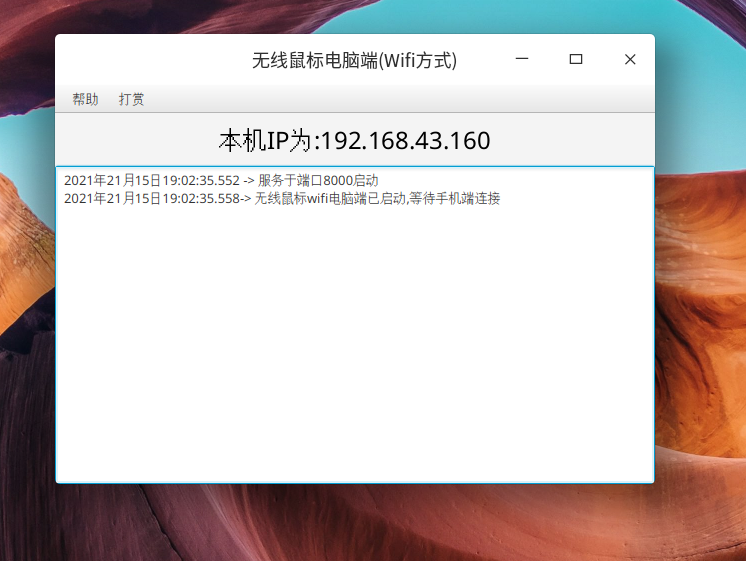 无线鼠标电脑端(Wifi方式)
帮助 打赏
本机IP为:192.168.43.160
2021年21月15日19:02:35.552 -> 服务于端口8000启动
2021年21月15日19:02:35.558-> 无线鼠标wifi电脑端已启动,等待手机端连接